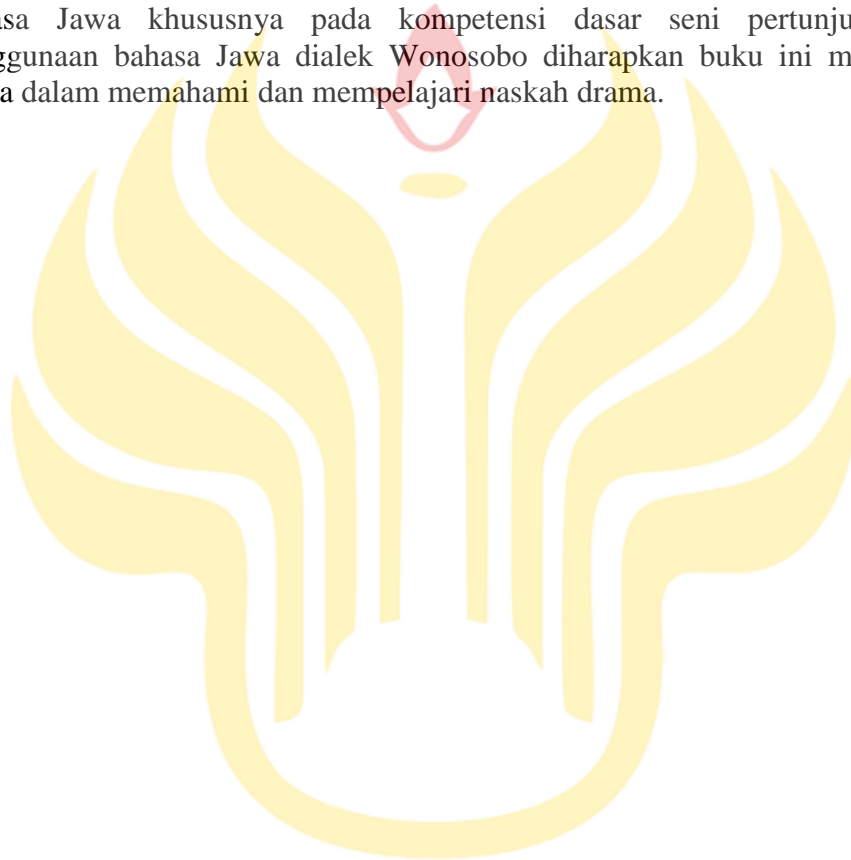 asa Jawa khususnya pada kompetensi dasar seni pertunju
ggunaan bahasa Jawa dialek Wonosobo diharapkan buku ini m
a dalam memahami dan mempelajari naskah drama.